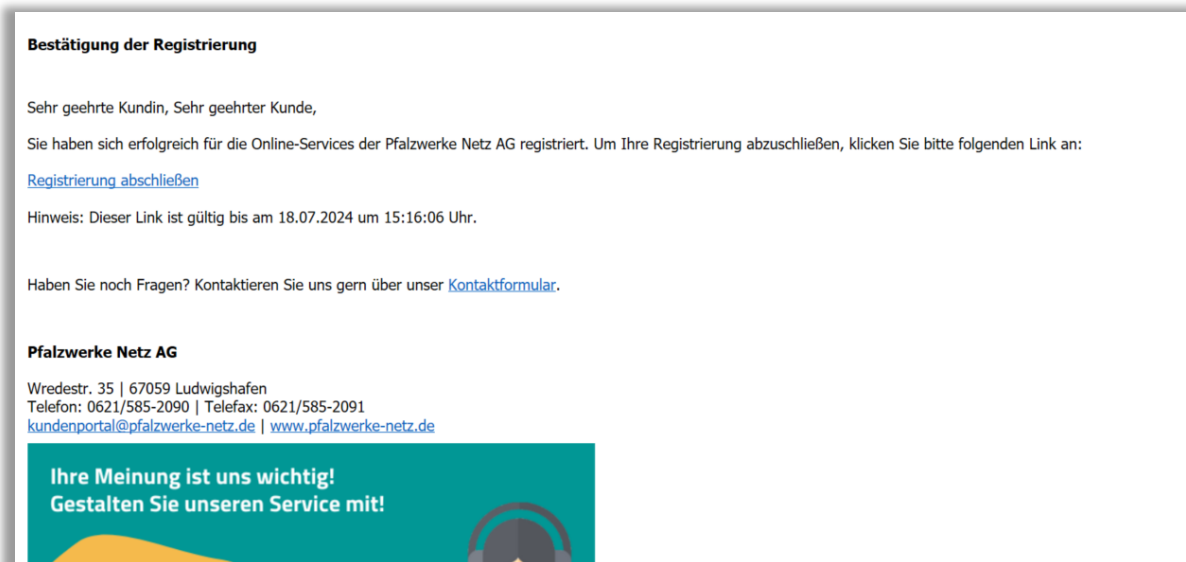 Bestätigung der Registrierung
Sehr geehrte Kundin, Sehr geehrter Kunde,
Sie haben sich erfolgreich für die Online-Services der Pfalzwerke Netz AG registriert. Um Ihre Registrierung abzuschließen, klicken Sie bitte folgenden Link an:
Registrierung abschließen
Hinweis: Dieser Link ist gültig bis am 18.07.2024 um 15:16:06 Uhr.
Haben Sie noch Fragen? Kontaktieren Sie uns gern über unser Kontaktformular.
Pfalzwerke Netz AG
Wredestr. 35 | 67059 Ludwigshafen
Telefon: 0621/585-2090 | Telefax: 0621/585-2091
kundenportal@pfalzwerke-netz.de | www.pfalzwerke-netz.de
Ihre Meinung ist uns wichtig!
Gestalten Sie unseren Service mit!